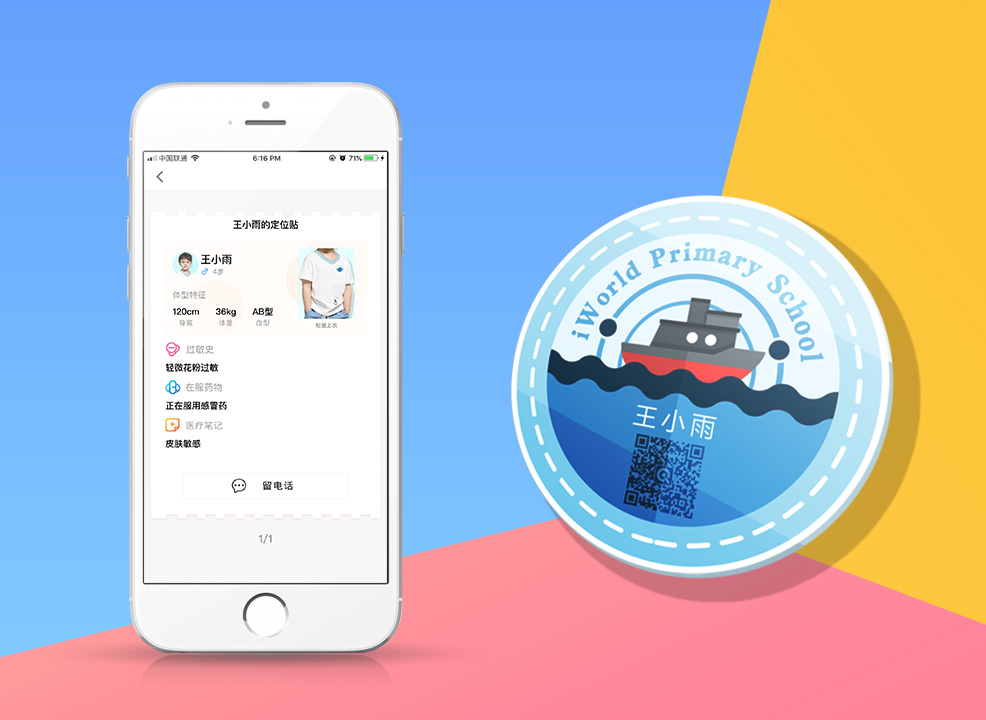 中国联通
6:16 PM
71%
王小雨的定位贴
王小雨
4岁
体型特征
120cm
36kg
AB型
身高
体重
血型
校服上衣
过敏史
轻微花粉过敏
在服药物
正在服用感冒药
医疗笔记
皮肤敏感
留电话
1/1
iWorld Primary School
王小雨